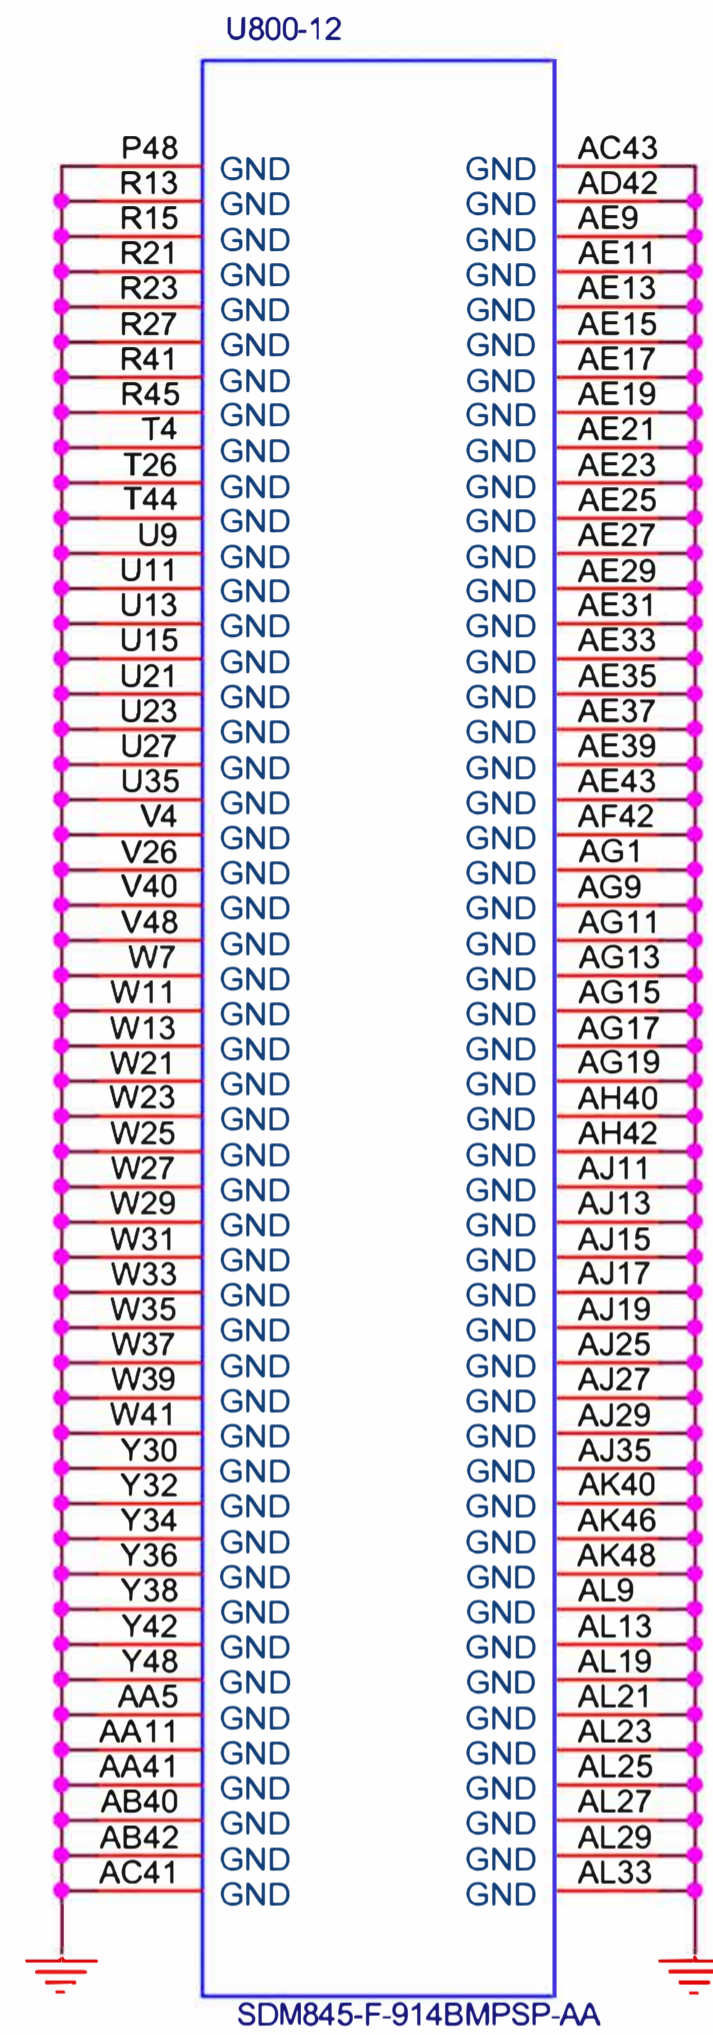 U800-12
P48 GND GND AC43
R13 GND GND AD42
R15 GND GND AE9
R21 GND GND AE11
R23 GND GND AE13
R27 GND GND AE15
R41 GND GND AE17
R45 GND GND AE19
T4 GND GND AE21
T26 GND GND AE23
T44 GND GND AE25
U9 GND GND AE27
U11 GND GND AE29
U13 GND GND AE31
U15 GND GND AE33
U21 GND GND AE35
U23 GND GND AE37
U27 GND GND AE39
U35 GND GND AE43
V4 GND GND AF42
V26 GND GND AG1
V40 GND GND AG9
V48 GND GND AG11
W7 GND GND AG13
W11 GND GND AG15
W13 GND GND AG17
W21 GND GND AG19
W23 GND GND AH40
W25 GND GND AH42
W27 GND GND AJ11
W29 GND GND AJ13
W31 GND GND AJ15
W33 GND GND AJ17
W35 GND GND AJ19
W37 GND GND AJ25
W39 GND GND AJ27
W41 GND GND AJ29
Y30 GND GND AJ35
Y32 GND GND AK40
Y34 GND GND AK46
Y36 GND GND AK48
Y38 GND GND AL9
Y42 GND GND AL13
Y48 GND GND AL19
AA5 GND GND AL21
AA11 GND GND AL23
AA41 GND GND AL25
AB40 GND GND AL27
AB42 GND GND AL29
AC41 GND GND AL33
SDM845-F-914BMPSP-AA